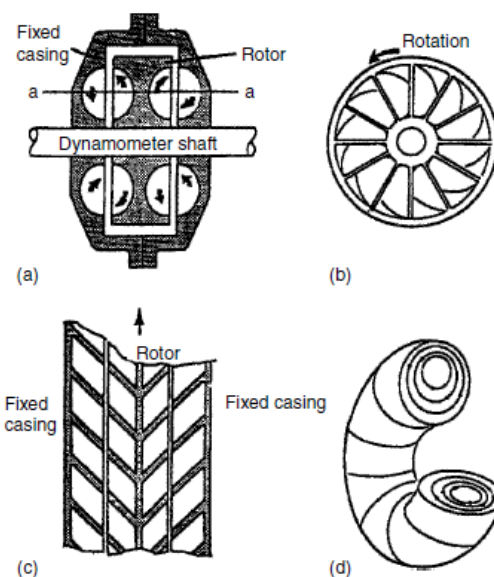 Fixed
casing
Rotor
a
a
Dynamometer shaft
(a)
Rotation
(b)
Rotor
Fixed
casing
Fixed casing
(c)
(d)